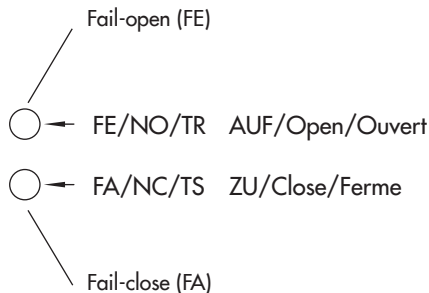 Fail-open (FE)
FE/NO/TR AUF/Open/Ouvert
FA/NC/TS ZU/Close/Ferme
Fail-close (FA)